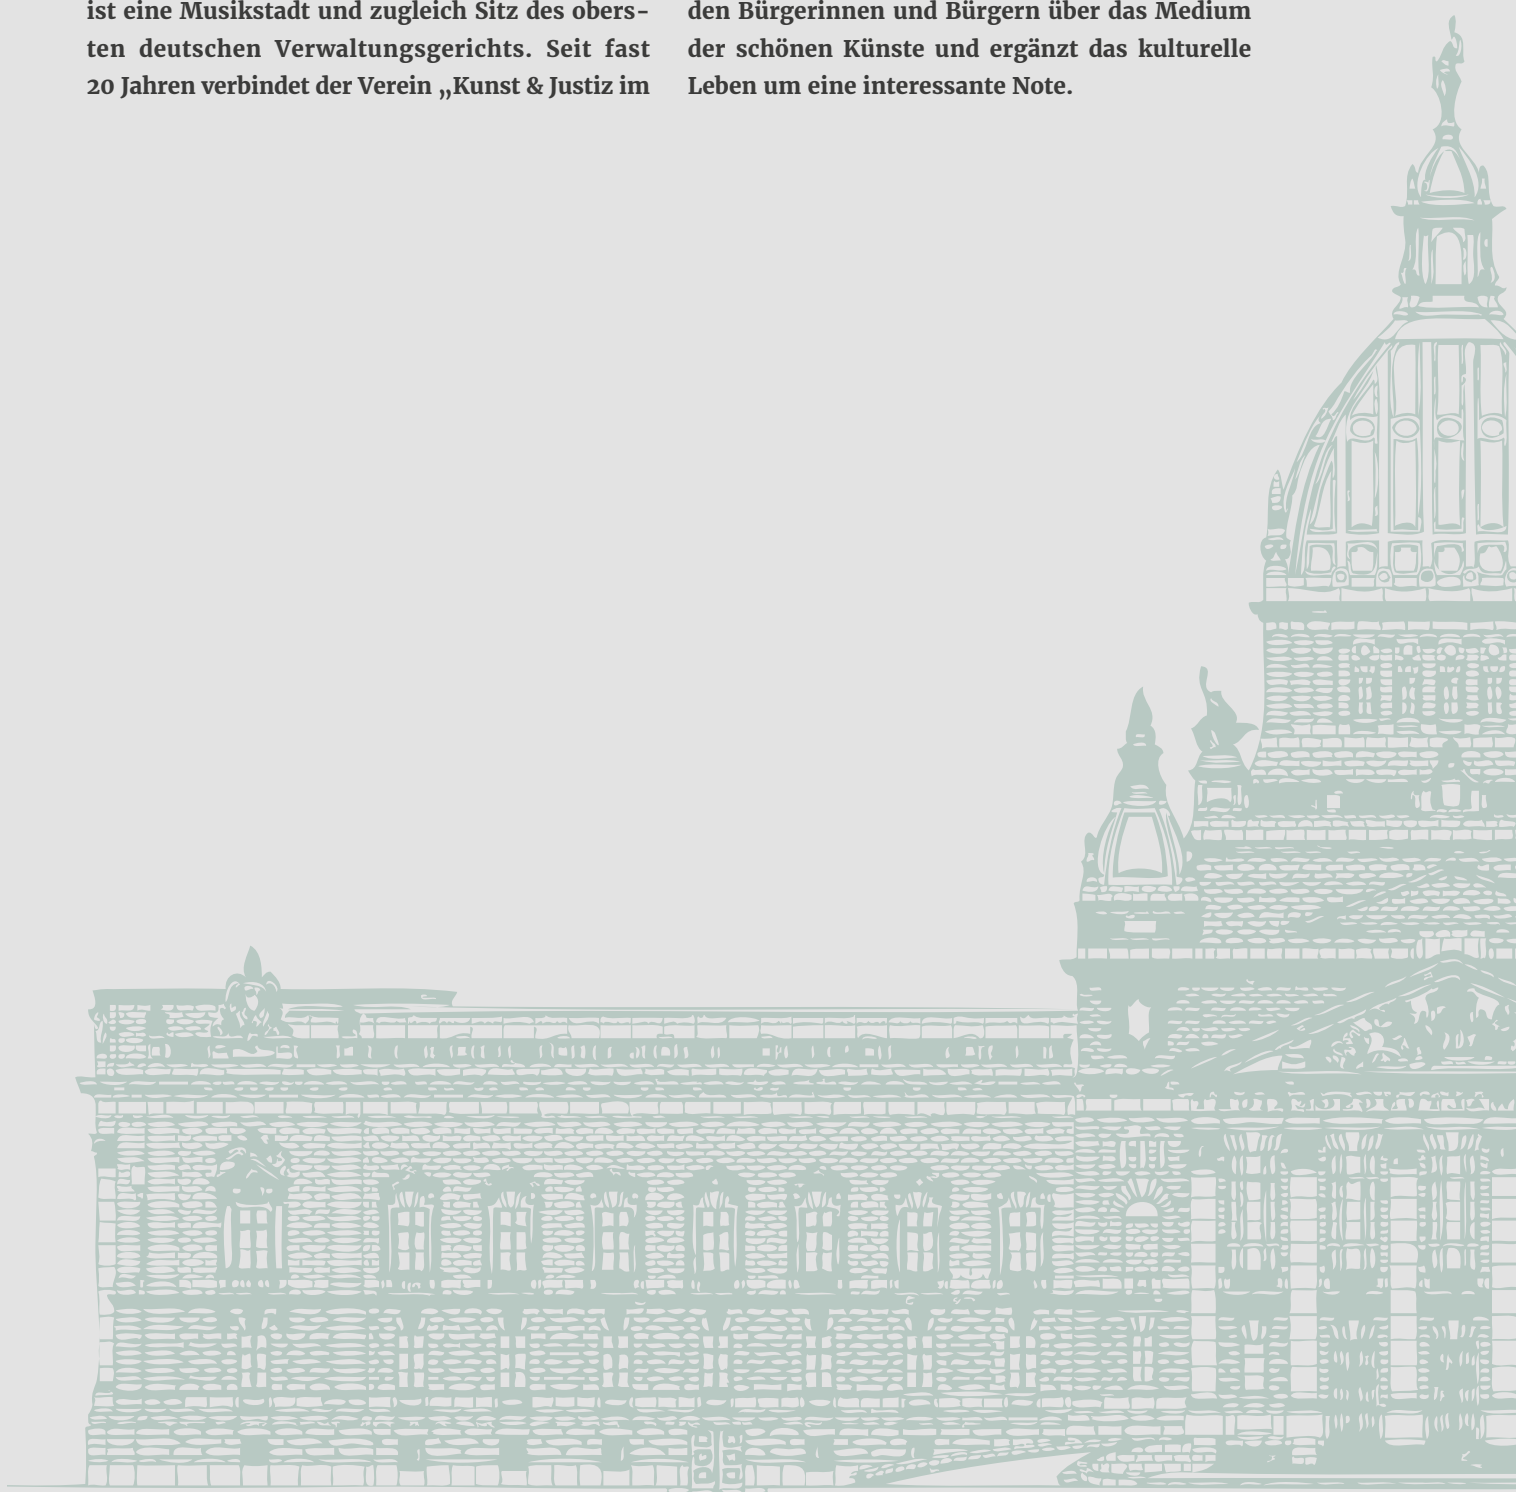 ist eine Musikstadt und zugleich Sitz des obers-
ten deutschen Verwaltungsgerichts. Seit fast
20 Jahren verbindet der Verein „Kunst & Justiz im
den Bürgerinnen und Bürgern über das Medium
der schönen Künste und ergänzt das kulturelle
Leben um eine interessante Note.